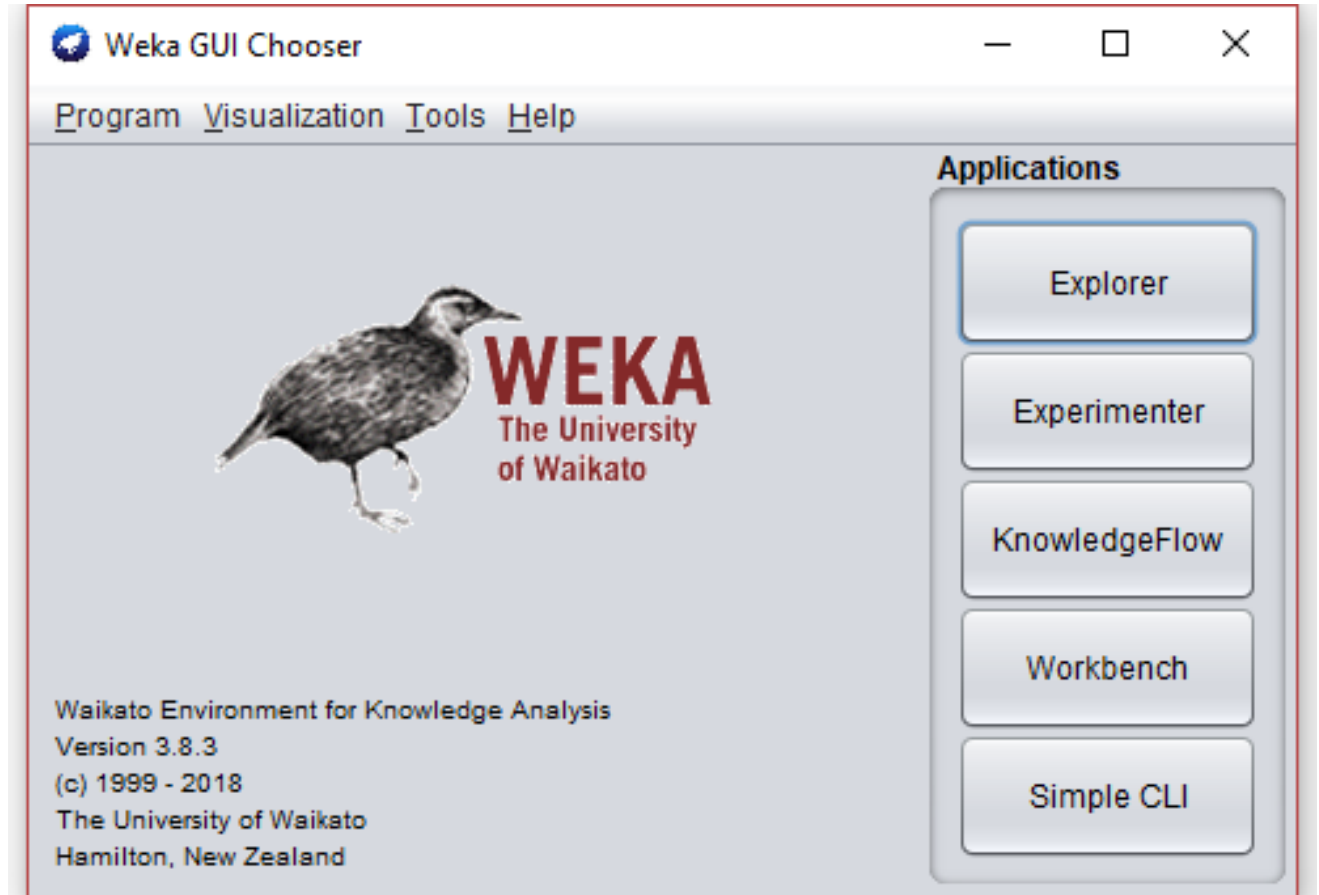 Weka GUI Chooser
Program Visualization Tools Help
Applications
Explorer
Experimenter
KnowledgeFlow
Workbench
Simple CLI
WEKA
The University
of Waikato
Waikato Environment for Knowledge Analysis
Version 3.8.3
(c) 1999 - 2018
The University of Waikato
Hamilton, New Zealand